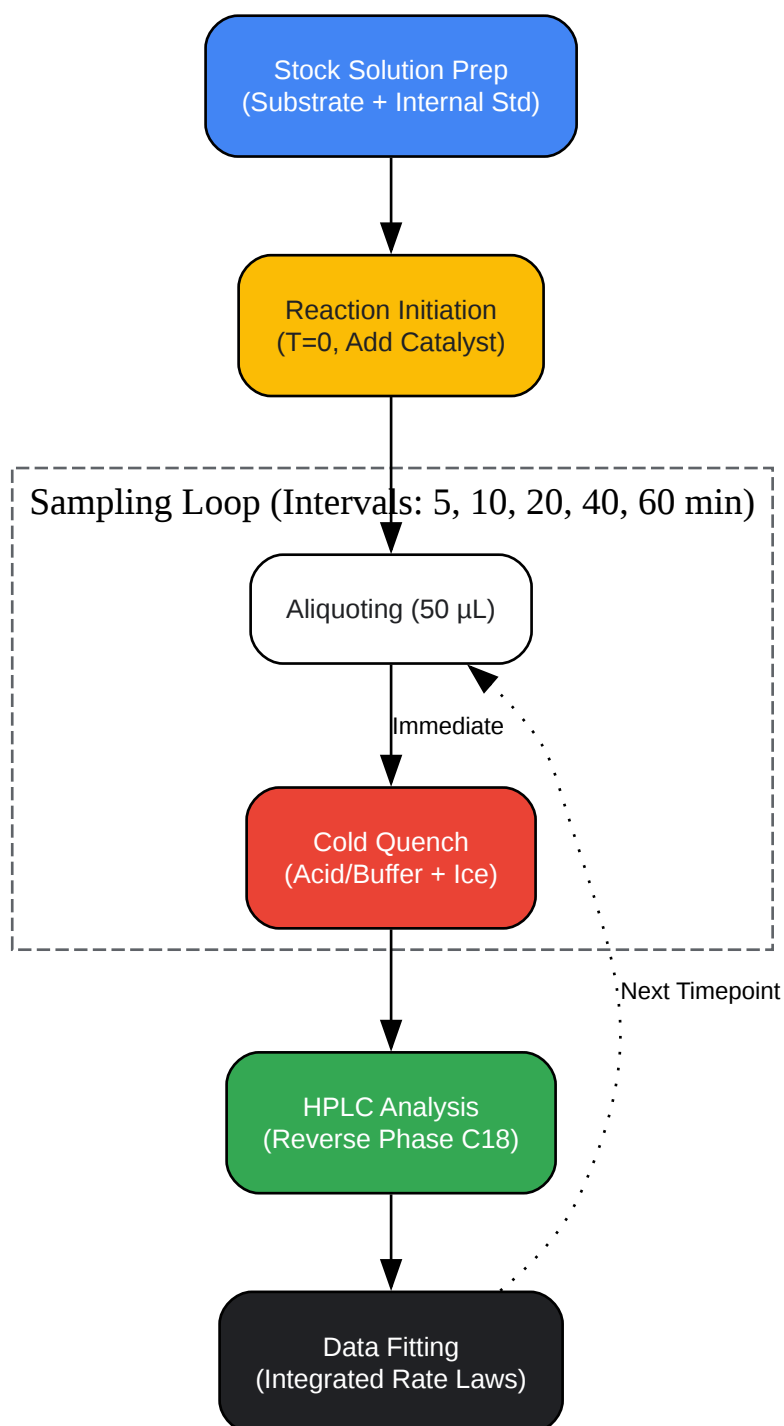 Stock Solution Prep
(Substrate + Internal Std)
Reaction Initiation
(T=0, Add Catalyst)
Sampling Loop (Intervals: 5, 10, 20, 40, 60 min)
Aliquoting (50 µL)
Immediate
Cold Quench
(Acid/Buffer + Ice)
Next Timepoint
HPLC Analysis
(Reverse Phase C18)
Data Fitting
(Integrated Rate Laws)